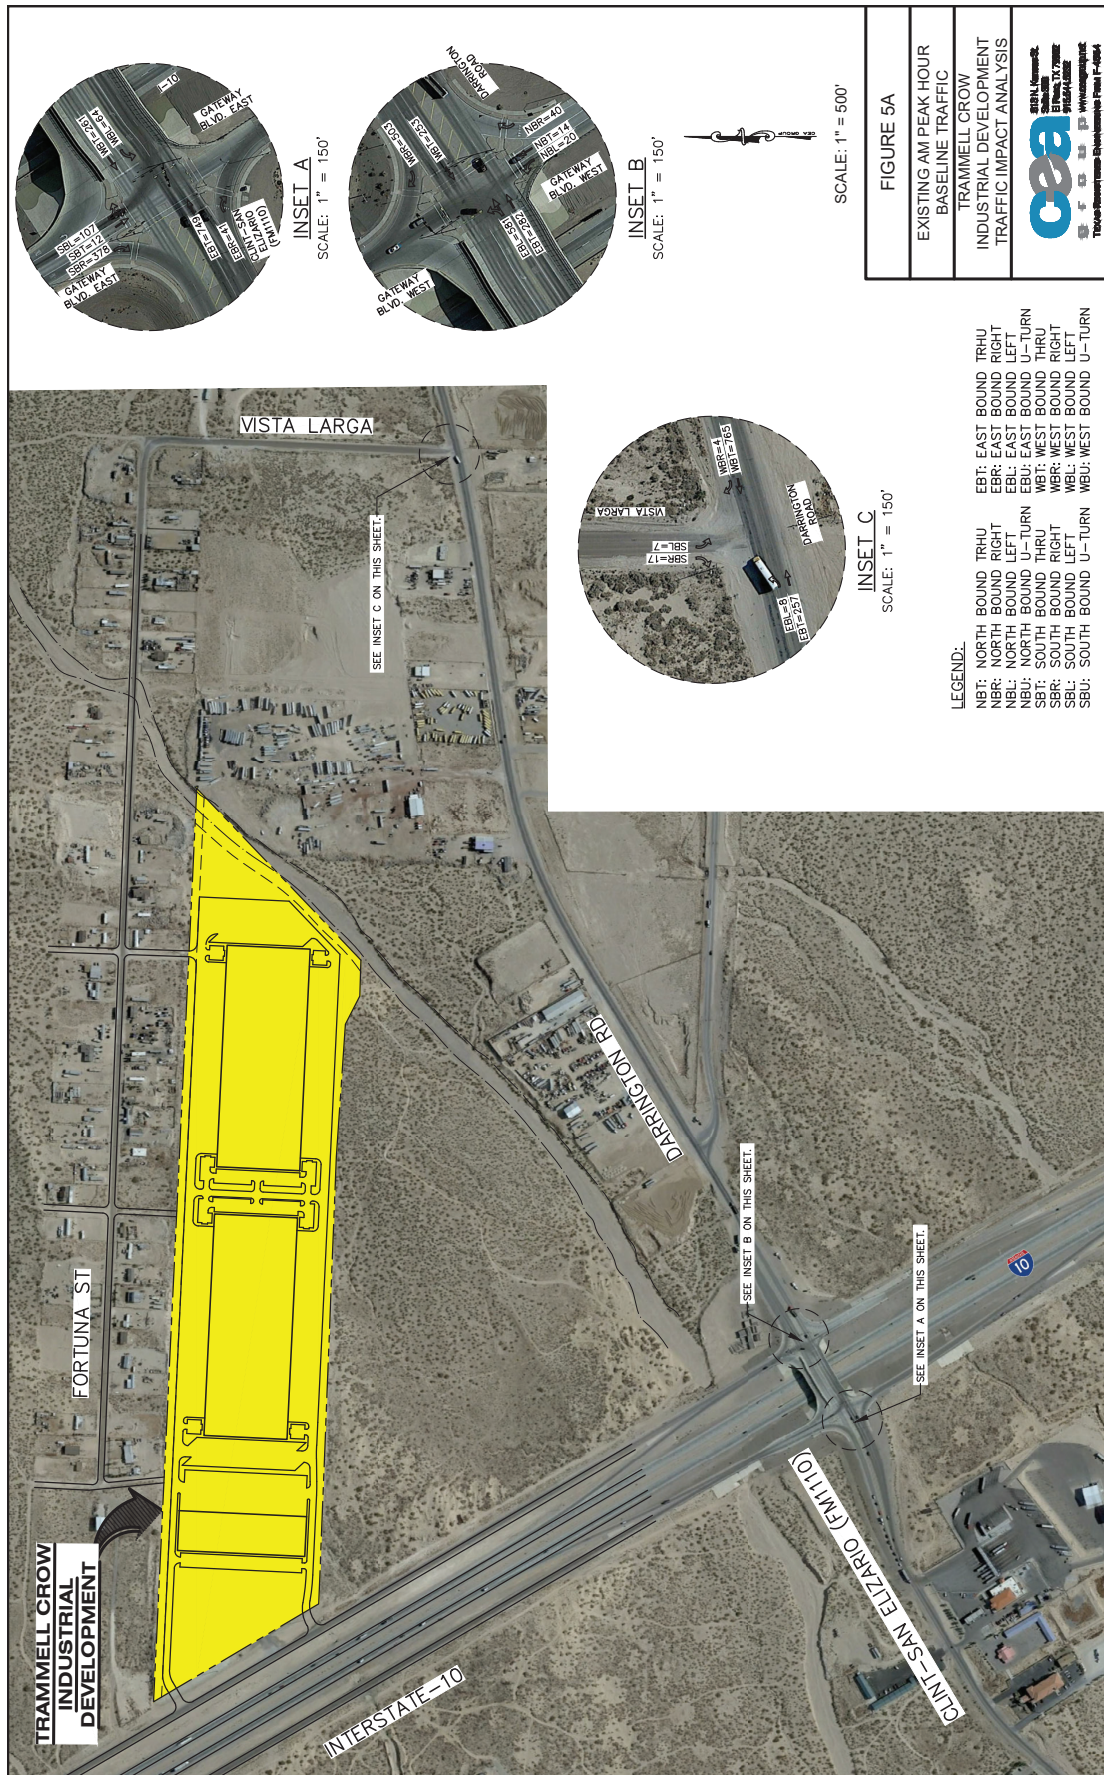 TRAMMELL CROW
INDUSTRIAL
DEVELOPMENT
FORTUNA ST
INTERSTATE-10
VISTA LARGA
SEE INSET C ON THIS SHEET.
DARRINGTON RD
SEE INSET B ON THIS SHEET.
SEE INSET A ON THIS SHEET.
10
CLINT-SAN ELIZARIO (FM1110)
GATEWAY
BLVD. EAST
SBL=107
SBT=12
SBR=378
WBT=261
WBL=64
I-10
GATEWAY
BLVD. EAST
EBT=749
EBR=41
CLINT-SAN
ELIZARIO
(FM1110)
INSET A
SCALE: 1" = 150'
GATEWAY
BLVD. WEST
WBR=503
WBT=253
DARRINGTON
ROAD
EBL=581
EBT=282
NBR=40
NBT=14
NBL=20
GATEWAY
BLVD. WEST
INSET B
SCALE: 1" = 150'
VISTA LARGA
SBR=17
SBL=7
WBR=4
WBT=765
EBL=8
EBT=257
DARRINGTON
ROAD
INSET C
SCALE: 1" = 150'
CEA GROUP
SCALE: 1" = 500'
LEGEND:
NBT: NORTH BOUND TRHU
NBR: NORTH BOUND RIGHT
NBL: NORTH BOUND LEFT
NBU: NORTH BOUND U-TURN
SBT: SOUTH BOUND THRU
SBR: SOUTH BOUND RIGHT
SBL: SOUTH BOUND LEFT
SBU: SOUTH BOUND U-TURN
EBT: EAST BOUND TRHU
EBR: EAST BOUND RIGHT
EBL: EAST BOUND LEFT
EBU: EAST BOUND U-TURN
WBT: WEST BOUND THRU
WBR: WEST BOUND RIGHT
WBL: WEST BOUND LEFT
WBU: WEST BOUND U-TURN
FIGURE 5A
EXISTING AM PEAK HOUR
BASELINE TRAFFIC
TRAMMELL CROW
INDUSTRIAL DEVELOPMENT
TRAFFIC IMPACT ANALYSIS
cea
group